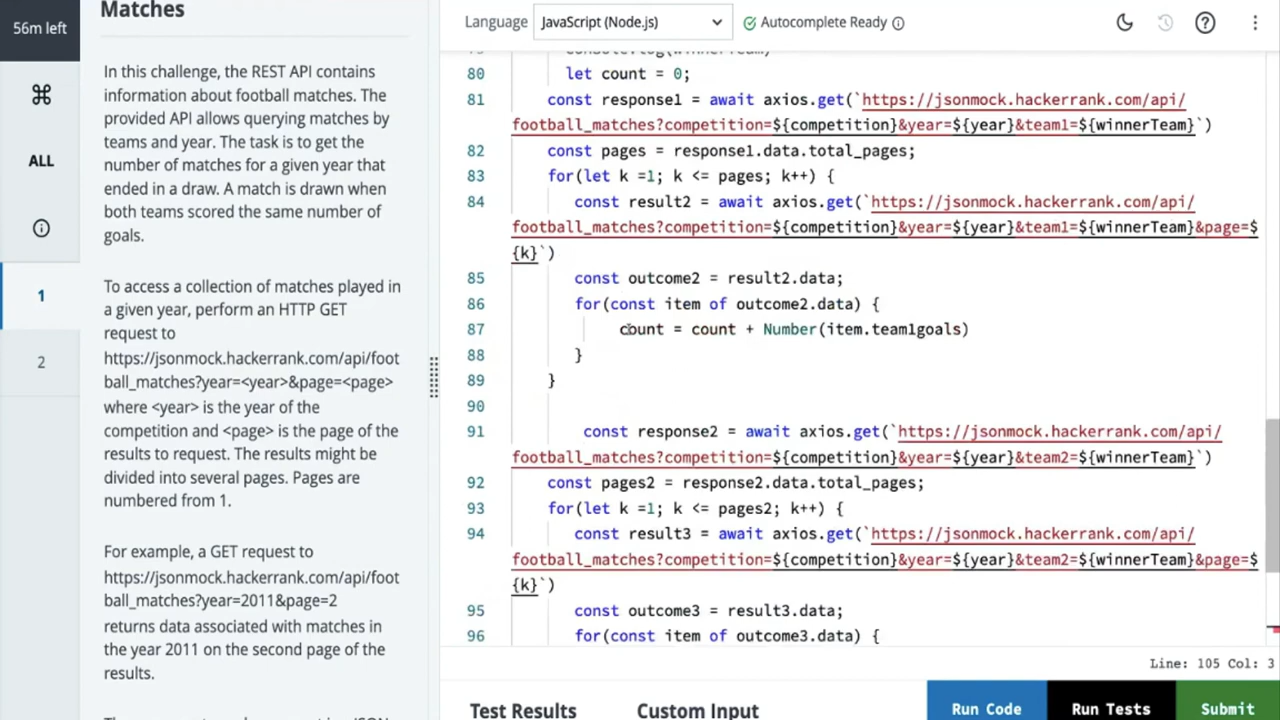 56m left
Matches
ALL
1
2
In this challenge, the REST API contains
information about football matches. The
provided API allows querying matches by
teams and year. The task is to get the
number of matches for a given year that
ended in a draw. A match is drawn when
both teams scored the same number of
goals.
To access a collection of matches played in
a given year, perform an HTTP GET
request to
https://jsonmock.hackerrank.com/api/foot
ball_matches?year=<year>&page=<page>
where <year> is the year of the
competition and <page> is the page of the
results to request. The results might be
divided into several pages. Pages are
numbered from 1.
For example, a GET request to
https://jsonmock.hackerrank.com/api/foot
ball_matches?year=2011&page=2
returns data associated with matches in
the year 2011 on the second page of the
results.
Language JavaScript (Node.js) Autocomplete Ready
80 let count = 0;
81 const response1 = await axios.get(`https://jsonmock.hackerrank.com/api/
football_matches?competition=${competition}&year=${year}&team1=${winnerTeam}`)
82 const pages = response1.data.total_pages;
83 for(let k =1; k <= pages; k++) {
84 const result2 = await axios.get(`https://jsonmock.hackerrank.com/api/
football_matches?competition=${competition}&year=${year}&team1=${winnerTeam}&page=$
{k}`)
85 const outcome2 = result2.data;
86 for(const item of outcome2.data) {
87 count = count + Number(item.team1goals)
88 }
89 }
90
91 const response2 = await axios.get(`https://jsonmock.hackerrank.com/api/
football_matches?competition=${competition}&year=${year}&team2=${winnerTeam}`)
92 const pages2 = response2.data.total_pages;
93 for(let k =1; k <= pages2; k++) {
94 const result3 = await axios.get(`https://jsonmock.hackerrank.com/api/
football_matches?competition=${competition}&year=${year}&team2=${winnerTeam}&page=$
{k}`)
95 const outcome3 = result3.data;
96 for(const item of outcome3.data) {
Line: 105 Col: 3
Test Results Custom Input Run Code Run Tests Submit